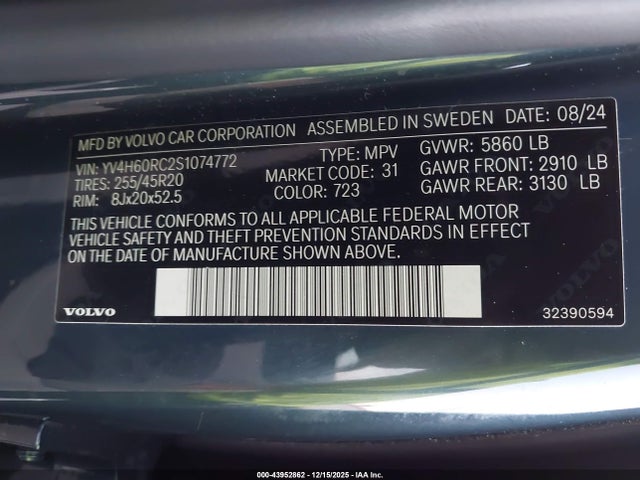 MFD BY VOLVO CAR CORPORATION ASSEMBLED IN SWEDEN DATE: 08/24
VIN: YV4H60RC2S1074772 TYPE: MPV GVWR: 5860 LB
TIRES: 255/45R20 MARKET CODE: 31 GAWR FRONT: 2910 LB
RIM: 8Jx20x52.5 COLOR: 723 GAWR REAR: 3130 LB
THIS VEHICLE CONFORMS TO ALL APPLICABLE FEDERAL MOTOR
VEHICLE SAFETY AND THEFT PREVENTION STANDARDS IN EFFECT
ON THE DATE OF MANUFACTURE SHOWN ABOVE.
VOLVO 32390594
000-43952862 - 12/15/2025 - IAA Inc.